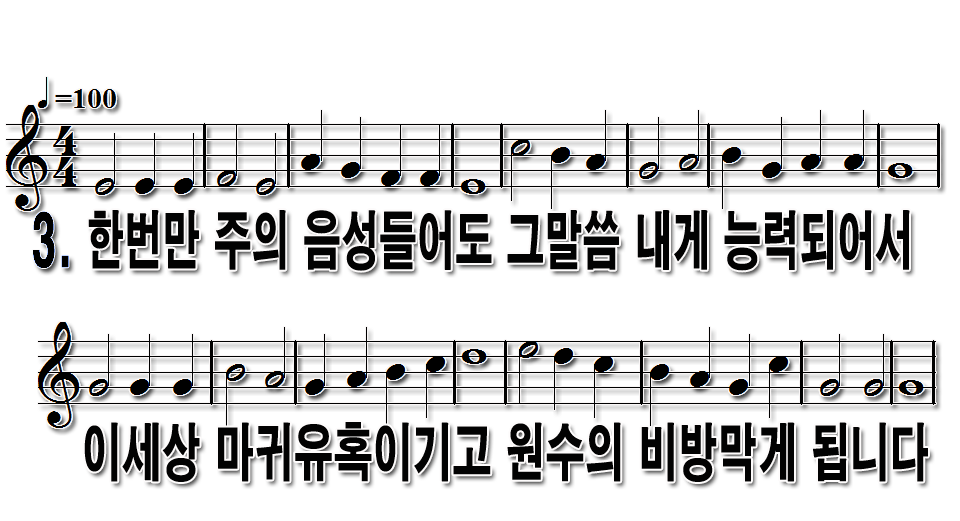 ♩=100
4/4
3. 한번만 주의 음성들어도 그말씀 내게 능력되어서
이세상 마귀유혹이기고 원수의 비방막게 됩니다